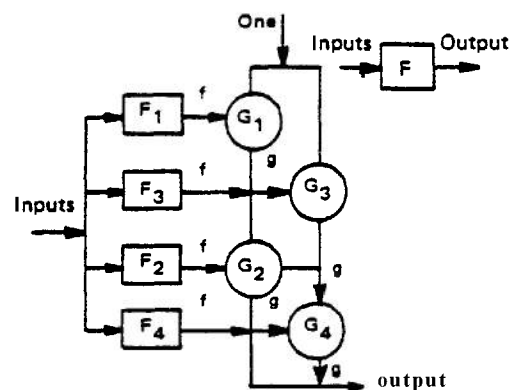 One
Inputs Output
F
F1 f G1
g
F3 f G3
Inputs
F2 f G2 g
f g
F4 G4
g
output